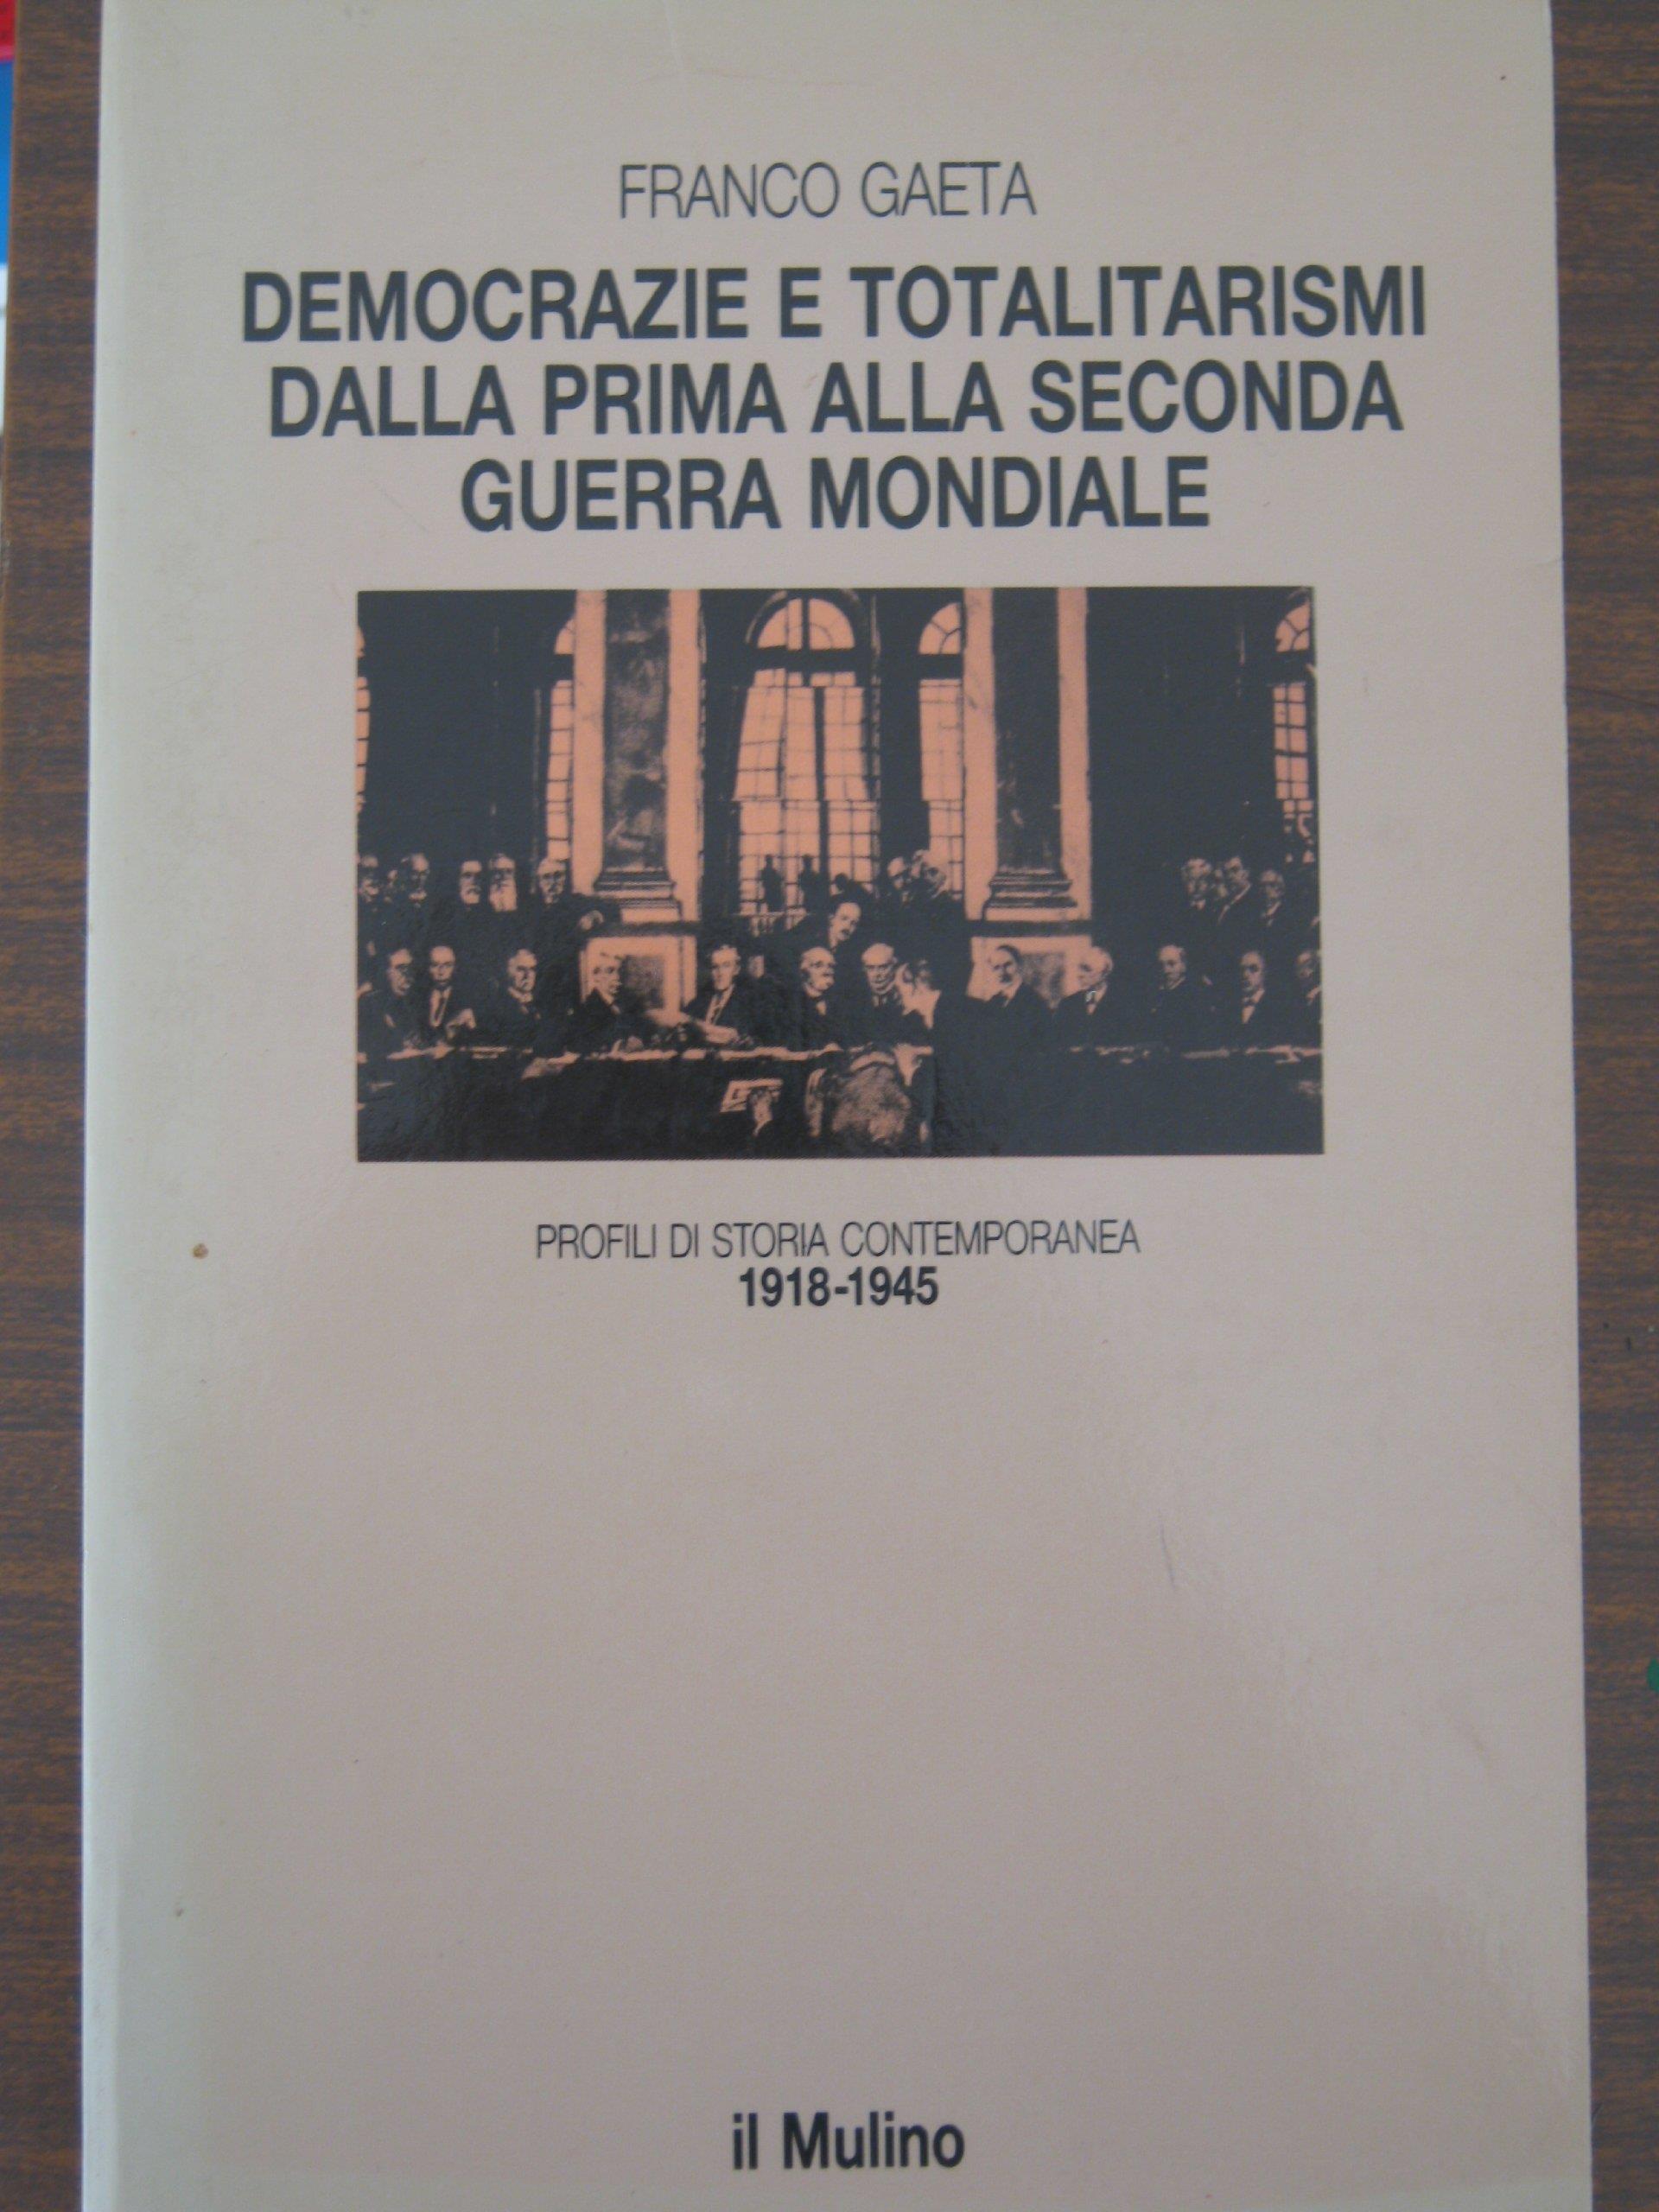 FRANCO GAETA
DEMOCRAZIE E TOTALITARISMI
DALLA PRIMA ALLA SECONDA
GUERRA MONDIALE
PROFILI DI STORIA CONTEMPORANEA
1918-1945
il Mulino